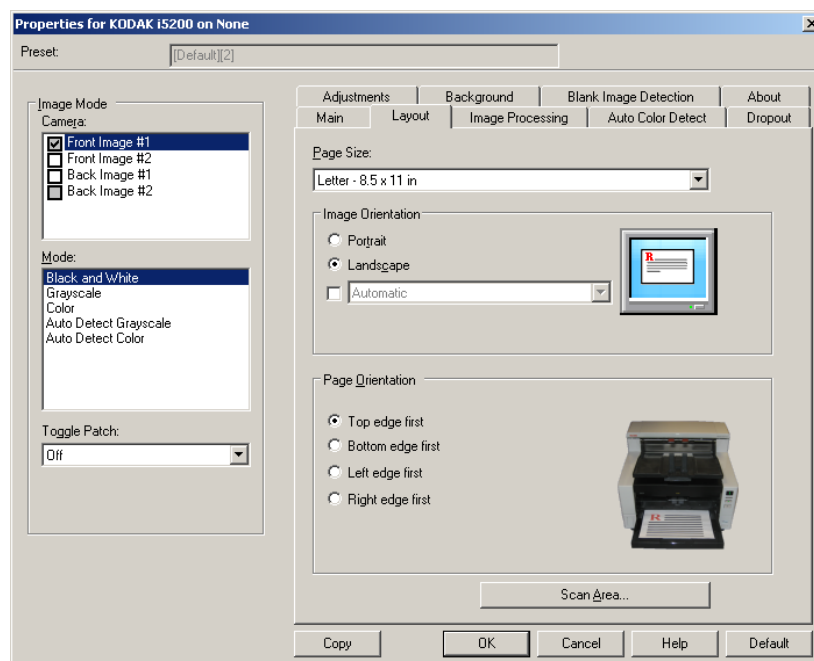 Properties for KODAK i5200 on None
Preset:
[Default][2]
Image Mode
Camera:
Front Image #1
Front Image #2
Back Image #1
Back Image #2
Mode:
Black and White
Grayscale
Color
Auto Detect Grayscale
Auto Detect Color
Toggle Patch:
Off
Adjustments
Background
Blank Image Detection
About
Main
Layout
Image Processing
Auto Color Detect
Dropout
Page Size:
Letter - 8.5 x 11 in
Image Orientation
Portrait
Landscape
Automatic
R
Page Orientation
Top edge first
Bottom edge first
Left edge first
Right edge first
R
Scan Area...
Copy
OK
Cancel
Help
Default